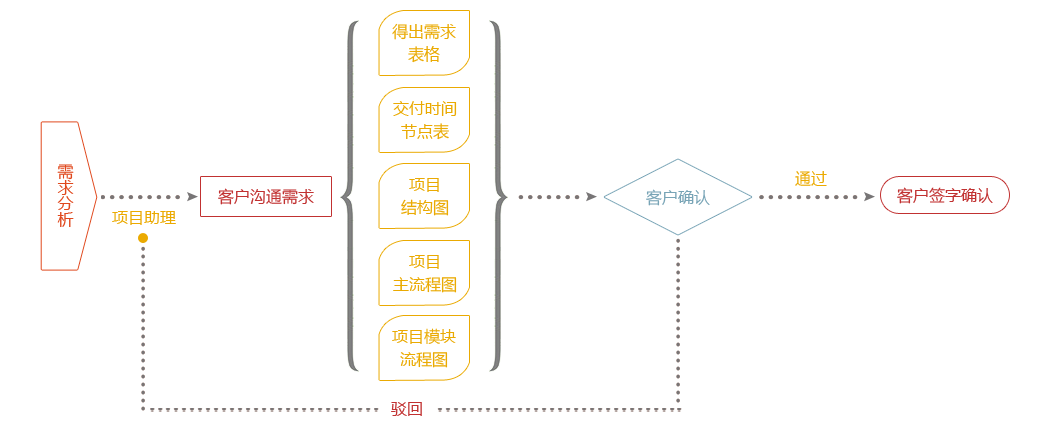 需求分析
项目助理
客户沟通需求
得出需求
表格
交付时间
节点表
项目
结构图
项目
主流程图
项目模块
流程图
客户确认
通过
客户签字确认
驳回